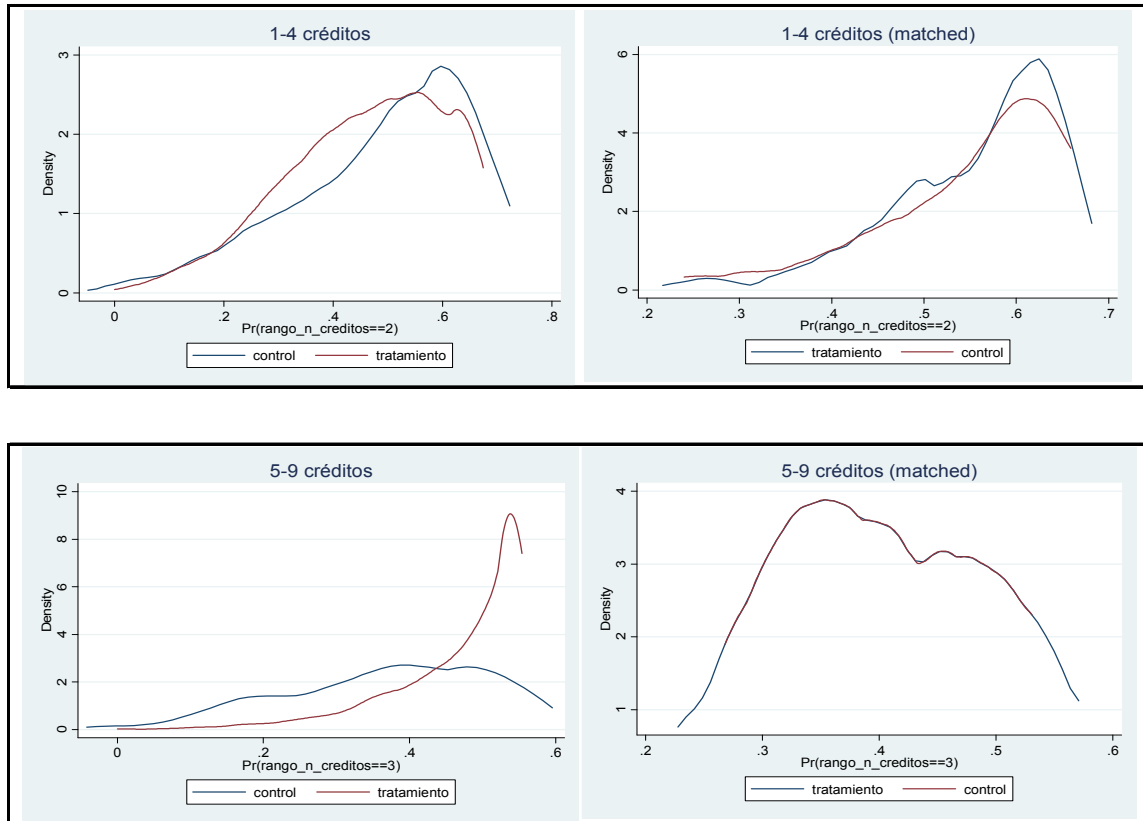 1-4 créditos
3
2
1
0
Density
0
.2
.4
.6
.8
Pr(rango_n_creditos==2)
control
tratamiento
1-4 créditos (matched)
6
4
2
0
Density
.2
.3
.4
.5
.6
.7
Pr(rango_n_creditos==2)
tratamiento
control
5-9 créditos
10
8
6
4
2
0
Density
0
.2
.4
.6
Pr(rango_n_creditos==3)
control
tratamiento
5-9 créditos (matched)
4
3
2
1
Density
.2
.3
.4
.5
.6
Pr(rango_n_creditos==3)
tratamiento
control